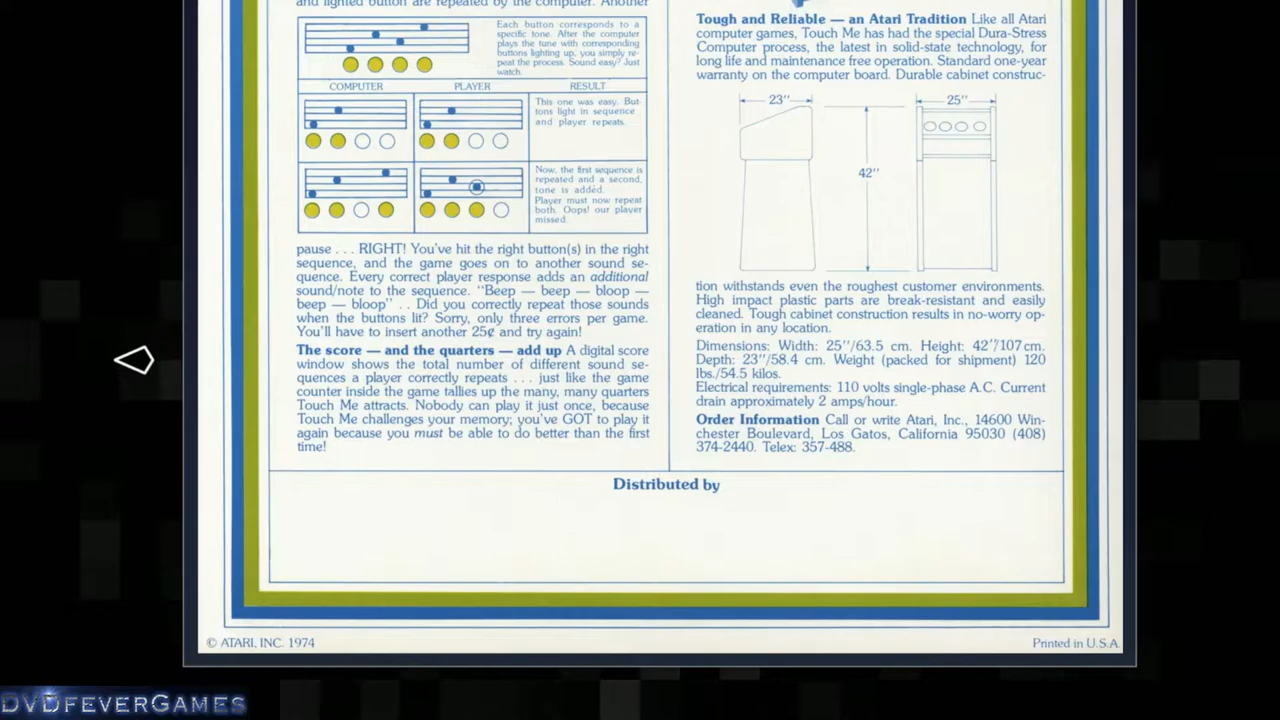 and lighted button are repeated by the computer. Another
Each button corresponds to a
specific tone. After the computer
plays the tune with corresponding
buttons lighting up, you simply re-
peat the process. Sound easy? Just
watch.
COMPUTER PLAYER RESULT
This one was easy. But-
tons light in sequence
and player repeats.
Now, the first sequence is
repeated and a second,
tone is added.
Player must now repeat
both. Oops! our player
missed.
pause . . . RIGHT! You've hit the right button(s) in the right
sequence, and the game goes on to another sound se-
quence. Every correct player response adds an additional
sound/note to the sequence. "Beep — beep — bloop —
beep — bloop" . . Did you correctly repeat those sounds
when the buttons lit? Sorry, only three errors per game.
You'll have to insert another 25¢ and try again!
The score — and the quarters — add up A digital score
window shows the total number of different sound se-
quences a player correctly repeats . . . just like the game
counter inside the game tallies up the many, many quarters
Touch Me attracts. Nobody can play it just once, because
Touch Me challenges your memory; you've GOT to play it
again because you must be able to do better than the first
time!
Tough and Reliable — an Atari Tradition Like all Atari
computer games, Touch Me has had the special Dura-Stress
Computer process, the latest in solid-state technology, for
long life and maintenance free operation. Standard one-year
warranty on the computer board. Durable cabinet construc-
23" 25"
42"
tion withstands even the roughest customer environments.
High impact plastic parts are break-resistant and easily
cleaned. Tough cabinet construction results in no-worry op-
eration in any location.
Dimensions: Width: 25"/63.5 cm. Height: 42"/107cm.
Depth: 23"/58.4 cm. Weight (packed for shipment) 120
lbs./54.5 kilos.
Electrical requirements: 110 volts single-phase A.C. Current
drain approximately 2 amps/hour.
Order Information Call or write Atari, Inc., 14600 Win-
chester Boulevard, Los Gatos, California 95030 (408)
374-2440. Telex: 357-488.
Distributed by
© ATARI, INC. 1974
Printed in U.S.A.
DVDfeverGames